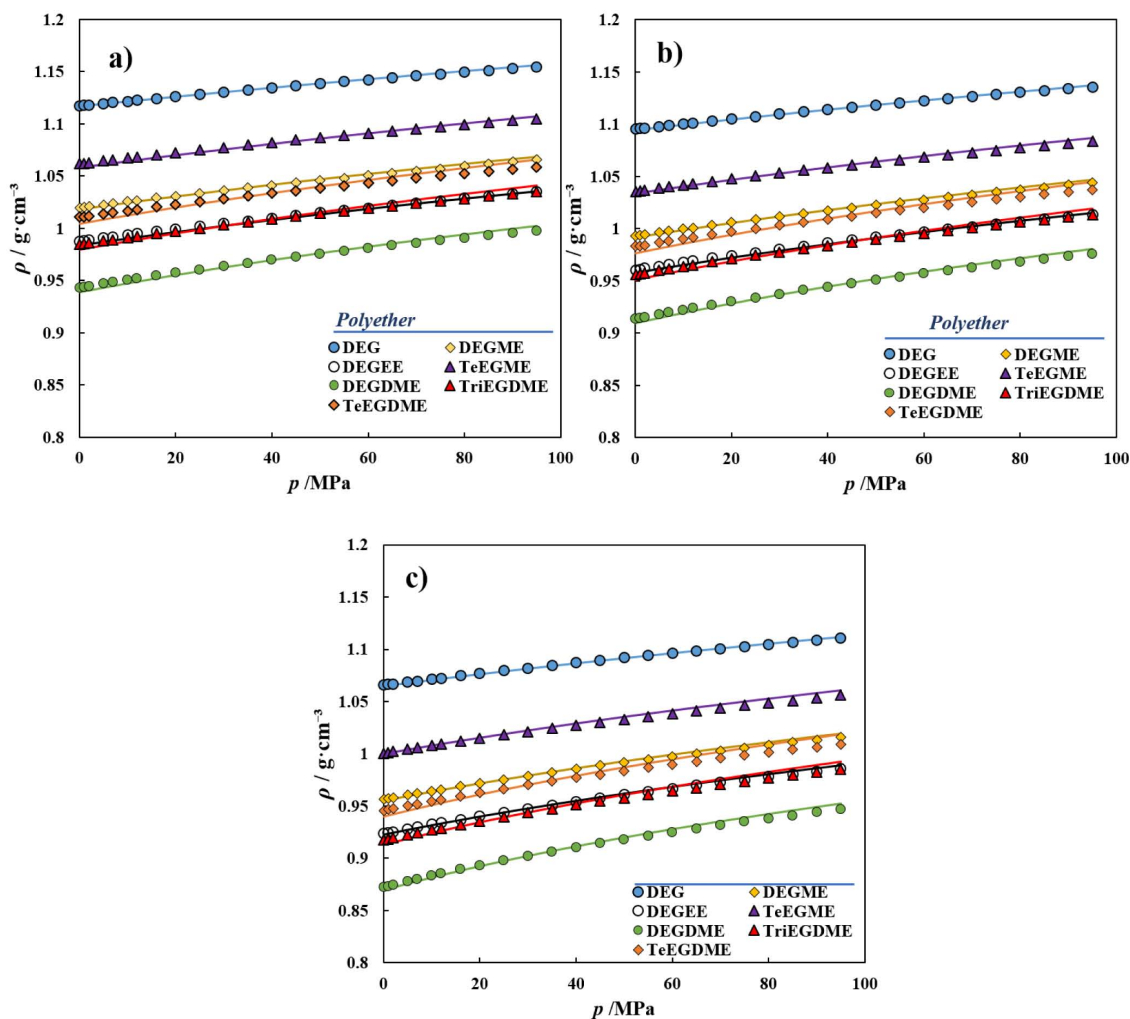 a)
1.2
1.15
1.1
1.05
1
0.95
0.9
0.85
0.8
ρ / g·cm⁻³
0 20 40 60 80 100
p /MPa
Polyether
DEG DEGME
DEGEE TeEGME
DEGDME TriEGDME
TeEGDME
b)
1.2
1.15
1.1
1.05
1
0.95
0.9
0.85
0.8
ρ / g·cm⁻³
0 20 40 60 80 100
p /MPa
Polyether
DEG DEGME
DEGEE TeEGME
DEGDME TriEGDME
TeEGDME
c)
1.2
1.15
1.1
1.05
1
0.95
0.9
0.85
0.8
ρ / g·cm⁻³
0 20 40 60 80 100
p /MPa
DEG DEGME
DEGEE TeEGME
DEGDME TriEGDME
TeEGDME